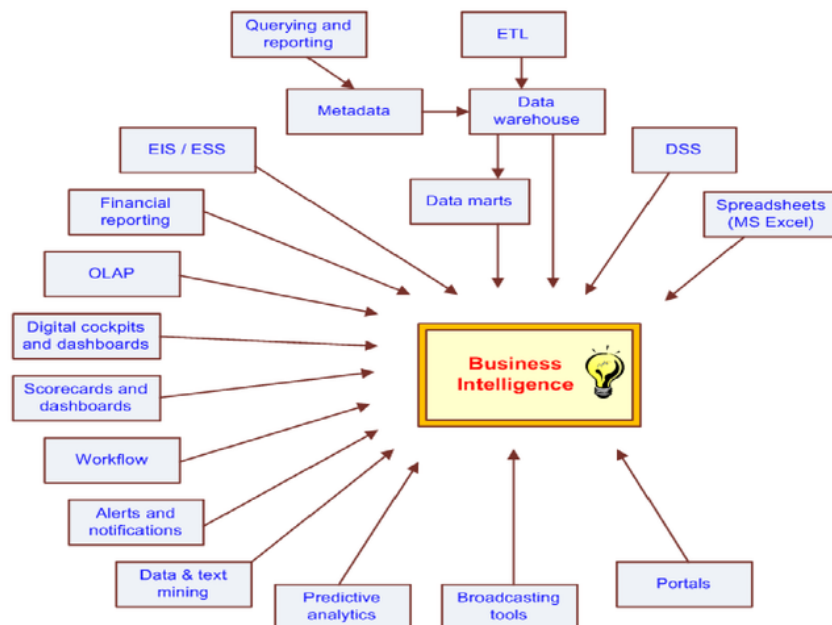 Querying and
reporting
ETL
Metadata
Data
warehouse
EIS / ESS
DSS
Data marts
Financial
reporting
Spreadsheets
(MS Excel)
OLAP
Digital cockpits
and dashboards
Business
Intelligence
Scorecards and
dashboards
Workflow
Alerts and
notifications
Data & text
mining
Predictive
analytics
Broadcasting
tools
Portals